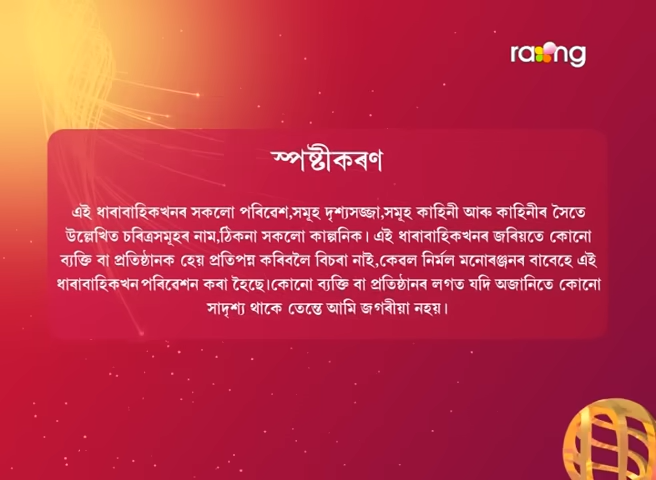 rang
স্পষ্টীকৰণ
এই ধাৰাবাহিকখনৰ সকলো পৰিৱেশ,সমূহ দৃশ্যসজ্জা,সমূহ কাহিনী আৰু কাহিনীৰ সৈতে
উল্লেখিত চৰিত্ৰসমূহৰ নাম,ঠিকনা সকলো কাল্পনিক। এই ধাৰাবাহিকখনৰ জৰিয়তে কোনো
ব্যক্তি বা প্ৰতিষ্ঠানক হেয় প্ৰতিপন্ন কৰিবলৈ বিচৰা নাই,কেৱল নিৰ্মল মনোৰঞ্জনৰ বাবেহে এই
ধাৰাবাহিকখন পৰিৱেশন কৰা হৈছে।কোনো ব্যক্তি বা প্ৰতিষ্ঠানৰ লগত যদি অজানিতে কোনো
সাদৃশ্য থাকে তেন্তে আমি জগৰীয়া নহয়।